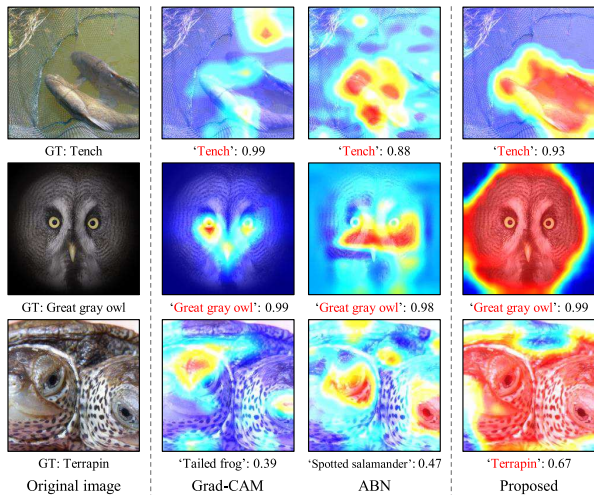 GT: Tench
'Tench': 0.99
'Tench': 0.88
'Tench': 0.93
GT: Great gray owl
'Great gray owl': 0.99
'Great gray owl': 0.98
'Great gray owl': 0.99
GT: Terrapin
'Tailed frog': 0.39
'Spotted salamander': 0.47
'Terrapin': 0.67
Original image
Grad-CAM
ABN
Proposed